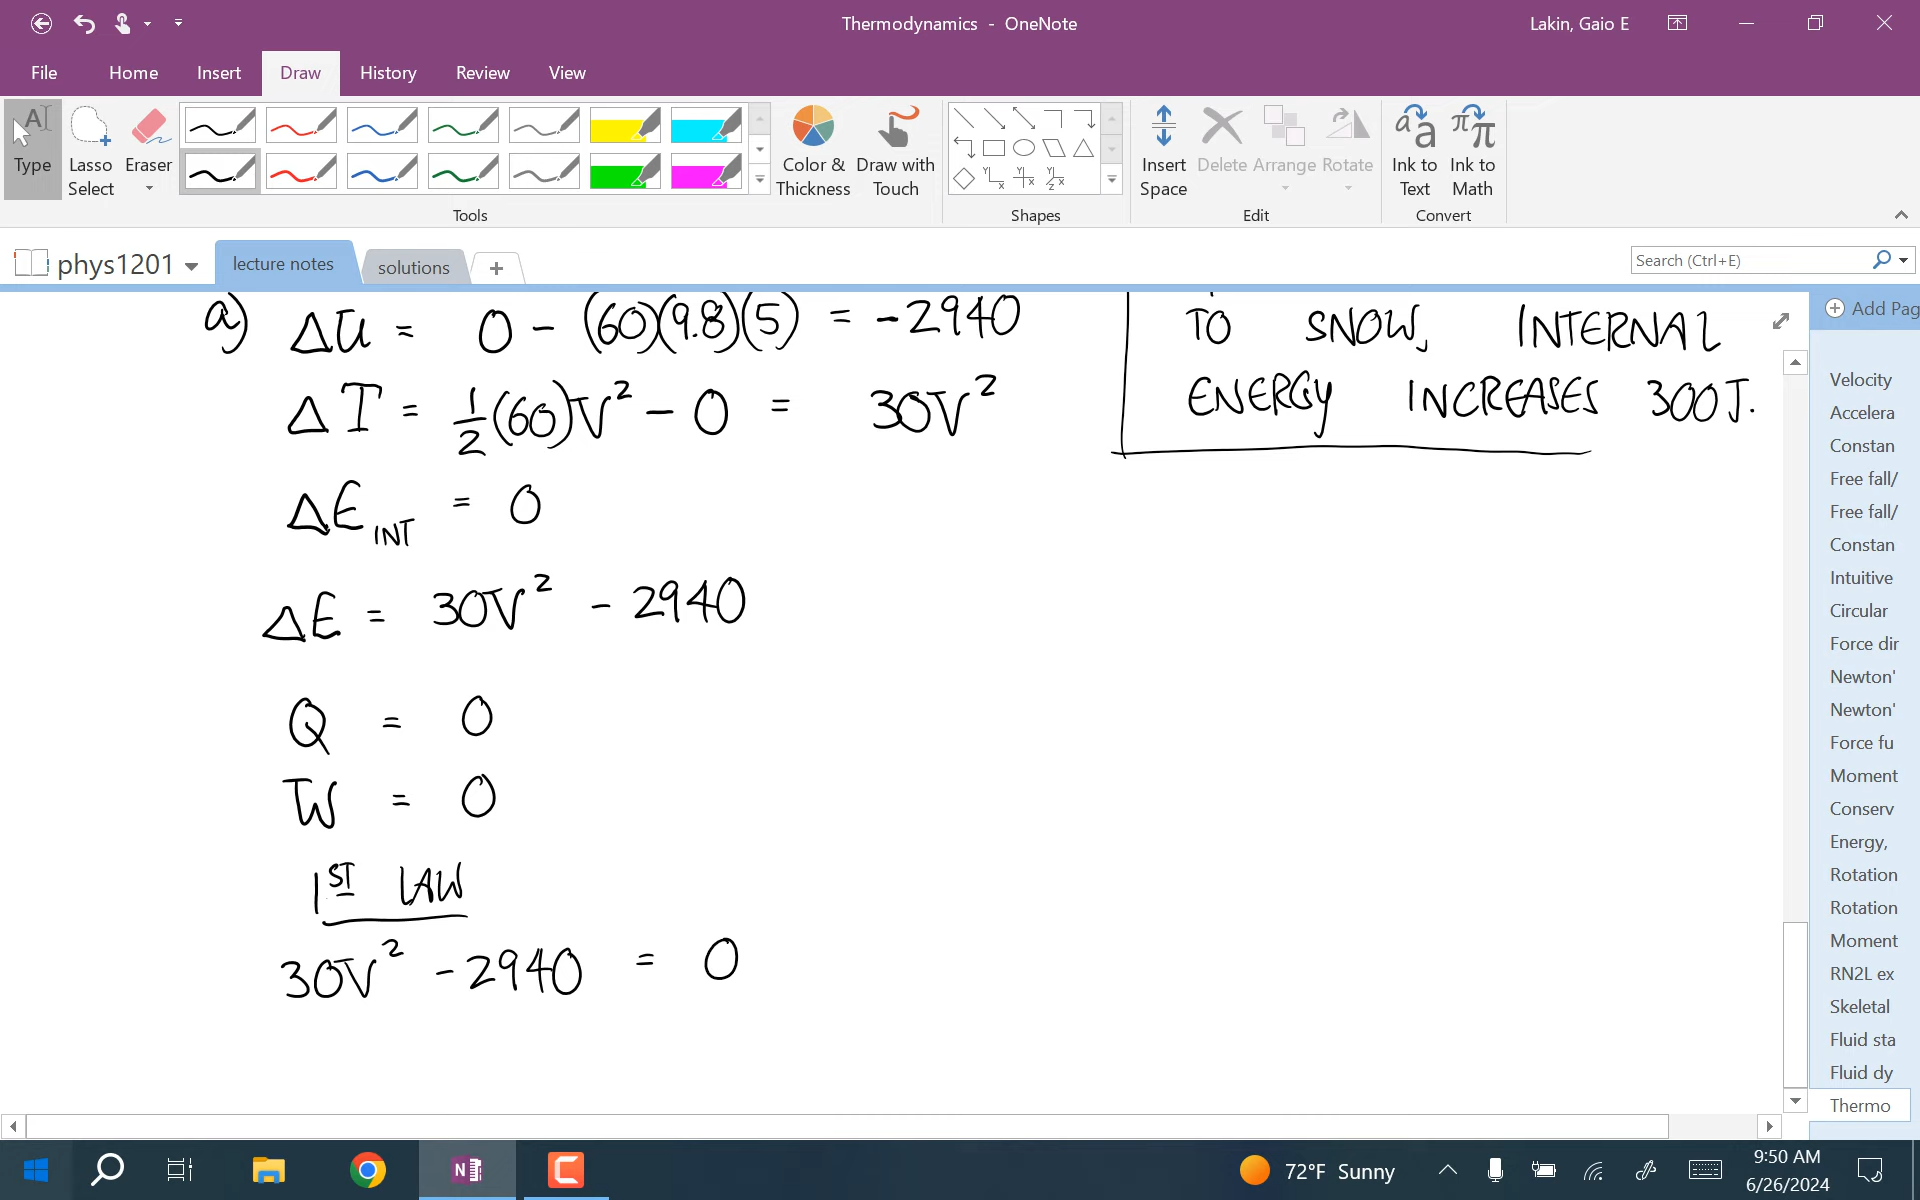 Thermodynamics - OneNote
Lakin, Gaio E
File Home Insert Draw History Review View
Type
Lasso Select
Eraser
Color & Thickness
Draw with Touch
Insert Space
Delete
Arrange
Rotate
Ink to Text
Ink to Math
Tools
Shapes
Edit
Convert
phys1201
lecture notes
solutions
Search (Ctrl+E)
a) ΔU = 0 - (60)(9.8)(5) = -2940
ΔT = 1/2 (60)V² - 0 = 30V²
ΔE INT = 0
ΔE = 30V² - 2940
Q = 0
W = 0
1ST LAW
30V² - 2940 = 0
TO SNOW, INTERNAL
ENERGY INCREASES 300J.
Add Pag
Velocity
Accelera
Constan
Free fall/
Free fall/
Constan
Intuitive
Circular
Force dir
Newton'
Newton'
Force fu
Moment
Conserv
Energy,
Rotation
Rotation
Moment
RN2L ex
Skeletal
Fluid sta
Fluid dy
Thermo
72°F Sunny
9:50 AM
6/26/2024